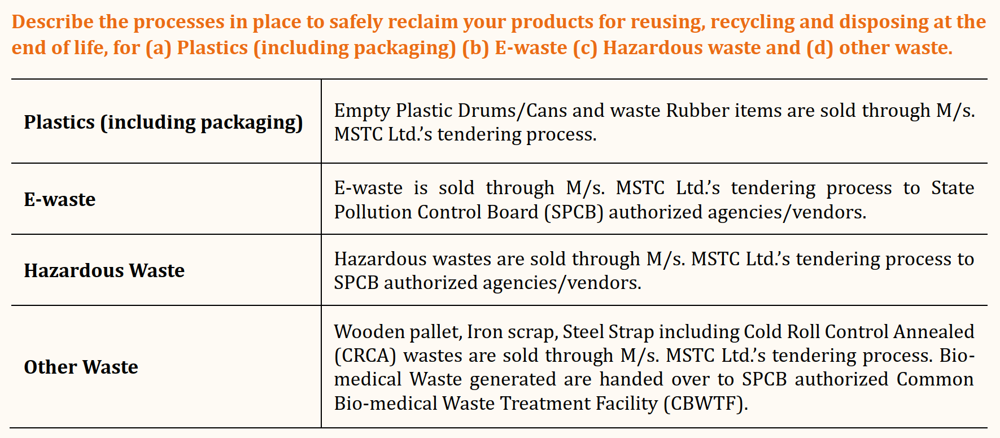 Describe the processes in place to safely reclaim your products for reusing, recycling and disposing at the
end of life, for (a) Plastics (including packaging) (b) E-waste (c) Hazardous waste and (d) other waste.
Plastics (including packaging)
Empty Plastic Drums/Cans and waste Rubber items are sold through M/s.
MSTC Ltd.’s tendering process.
E-waste
E-waste is sold through M/s. MSTC Ltd.’s tendering process to State
Pollution Control Board (SPCB) authorized agencies/vendors.
Hazardous Waste
Hazardous wastes are sold through M/s. MSTC Ltd.’s tendering process to
SPCB authorized agencies/vendors.
Other Waste
Wooden pallet, Iron scrap, Steel Strap including Cold Roll Control Annealed
(CRCA) wastes are sold through M/s. MSTC Ltd.’s tendering process. Bio-
medical Waste generated are handed over to SPCB authorized Common
Bio-medical Waste Treatment Facility (CBWTF).